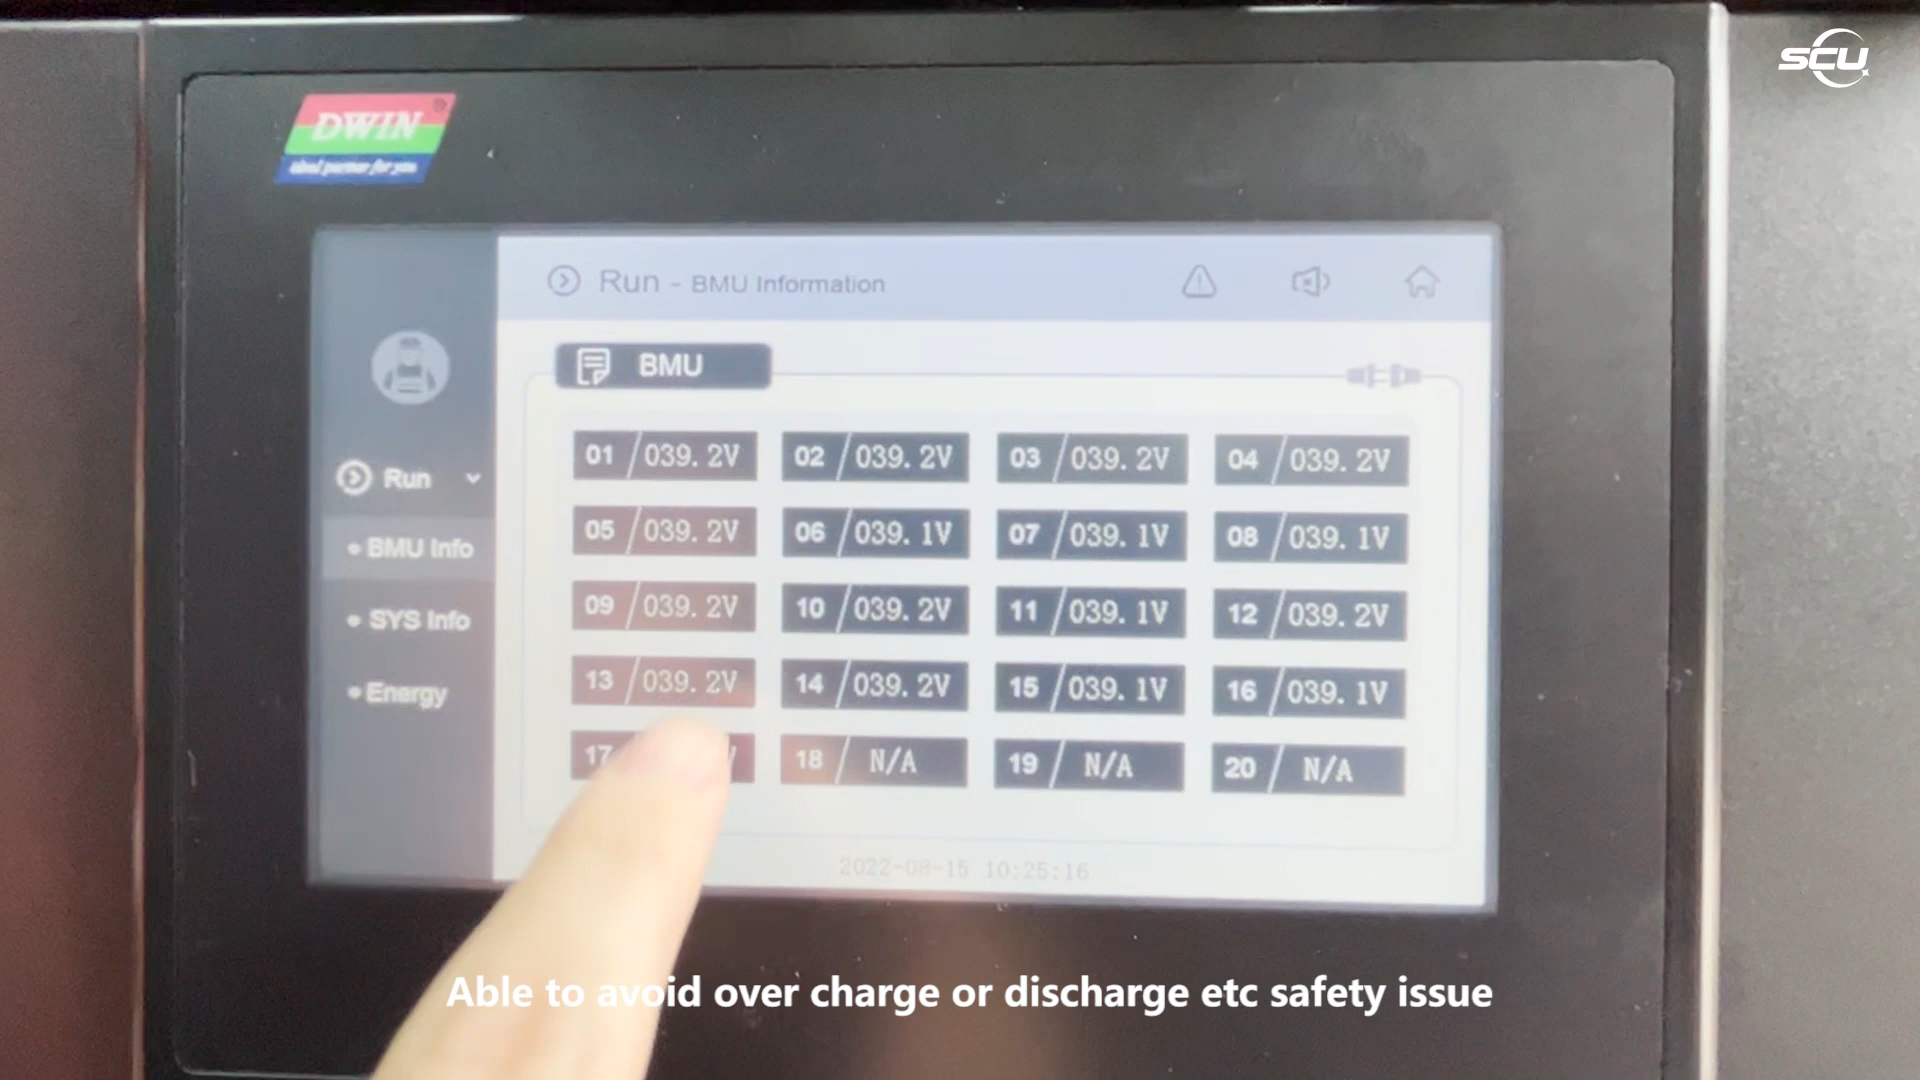 SCU
DWIN
Run - BMU Information
BMU
01 / 039.2V 02 / 039.2V 03 / 039.2V 04 / 039.2V
Run
05 / 039.2V 06 / 039.1V 07 / 039.1V 08 / 039.1V
BMU Info
09 / 039.2V 10 / 039.2V 11 / 039.1V 12 / 039.2V
SYS Info
13 / 039.2V 14 / 039.2V 15 / 039.1V 16 / 039.1V
Energy
17 18 / N/A 19 / N/A 20 / N/A
2022-08-15 10:25:16
Able to avoid over charge or discharge etc safety issue